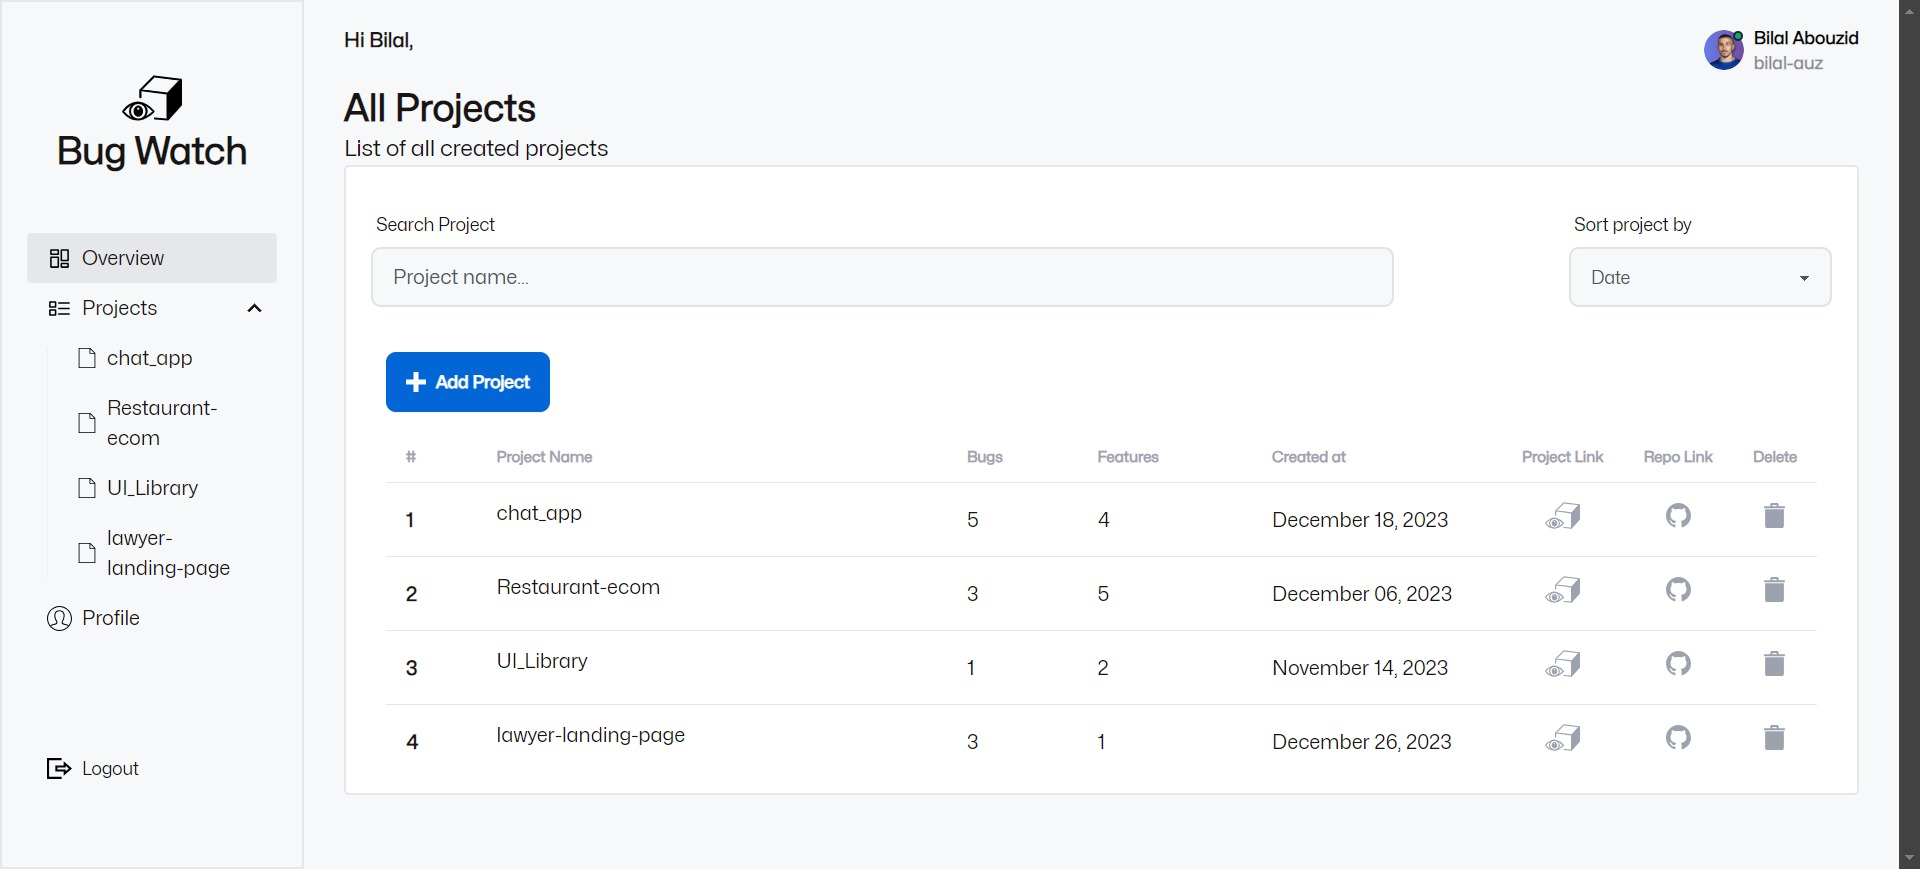 Bug Watch
Overview
Projects
chat_app
Restaurant-
ecom
UI_Library
lawyer-
landing-page
Profile
Logout
Hi Bilal,
Bilal Abouzid
bilal-auz
All Projects
List of all created projects
Search Project
Sort project by
Project name...
Date
Add Project
# Project Name Bugs Features Created at Project Link Repo Link Delete
1 chat_app 5 4 December 18, 2023
2 Restaurant-ecom 3 5 December 06, 2023
3 UI_Library 1 2 November 14, 2023
4 lawyer-landing-page 3 1 December 26, 2023